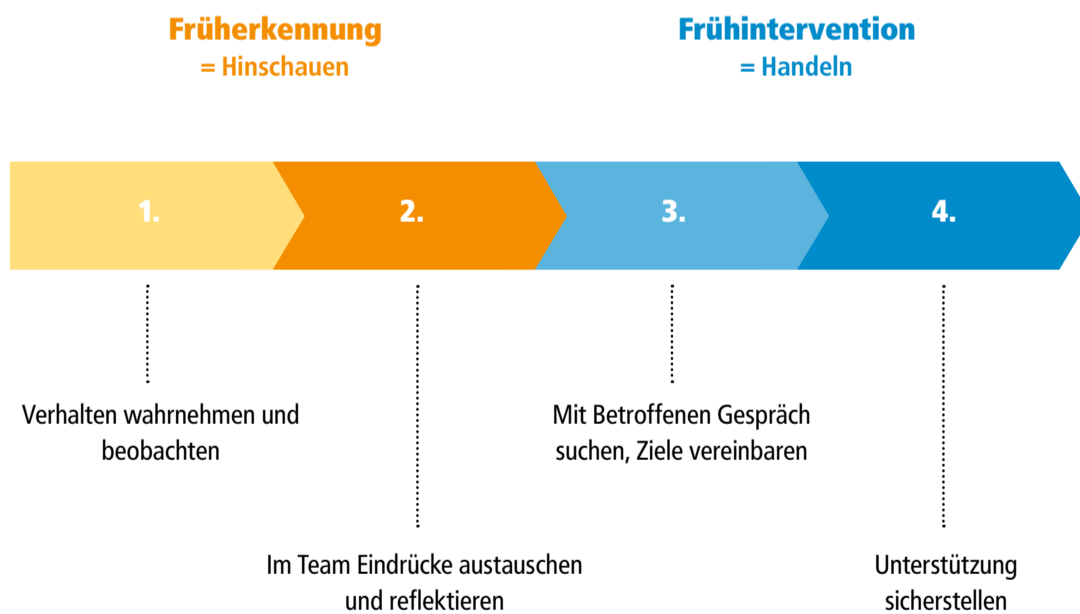 Früherkennung
= Hinschauen
Frühintervention
= Handeln
1.
2.
3.
4.
Verhalten wahrnehmen und
beobachten
Im Team Eindrücke austauschen
und reflektieren
Mit Betroffenen Gespräch
suchen, Ziele vereinbaren
Unterstützung
sicherstellen